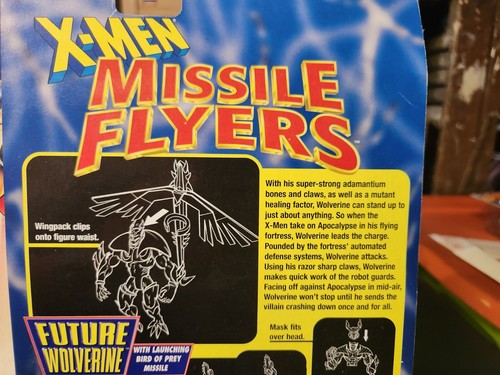 X-MEN
MISSILE
FLYERS™
Wingpack clips
onto figure waist.
With his super-strong adamantium
bones and claws, as well as a mutant
healing factor, Wolverine can stand up to
just about anything. So when the
X-Men take on Apocalypse in his flying
fortress, Wolverine leads the charge.
Pounded by the fortress' automated
defense systems, Wolverine attacks.
Using his razor sharp claws, Wolverine
makes quick work of the robot guards.
Facing off against Apocalypse in mid-air,
Wolverine won't stop until he sends the
villain crashing down once and for all.
Mask fits
over head.
FUTURE
WOLVERINE™
WITH LAUNCHING
BIRD OF PREY
MISSILE